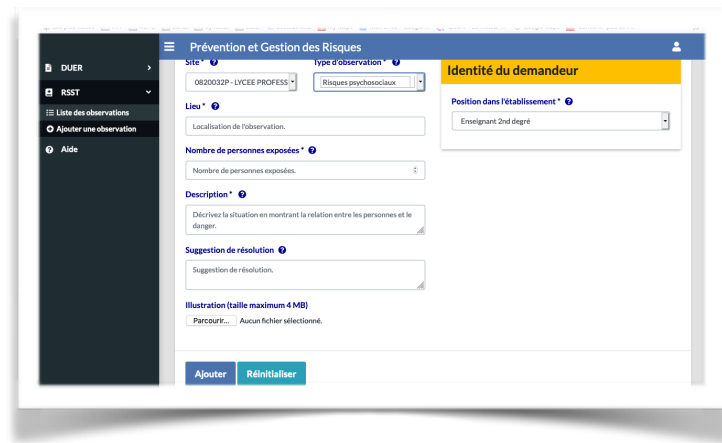 Prévention et Gestion des Risques
DUER
RSST
Liste des observations
Ajouter une observation
Aide
Site *
Type d'observation *
0820032P - LYCEE PROFESS
Risques psychosociaux
Lieu *
Localisation de l'observation.
Nombre de personnes exposées *
Nombre de personnes exposées.
Description *
Décrivez la situation en montrant la relation entre les personnes et le
danger.
Suggestion de résolution
Suggestion de résolution.
Illustration (taille maximum 4 MB)
Parcourir... Aucun fichier sélectionné.
Ajouter
Réinitialiser
Identité du demandeur
Position dans l'établissement *
Enseignant 2nd degré